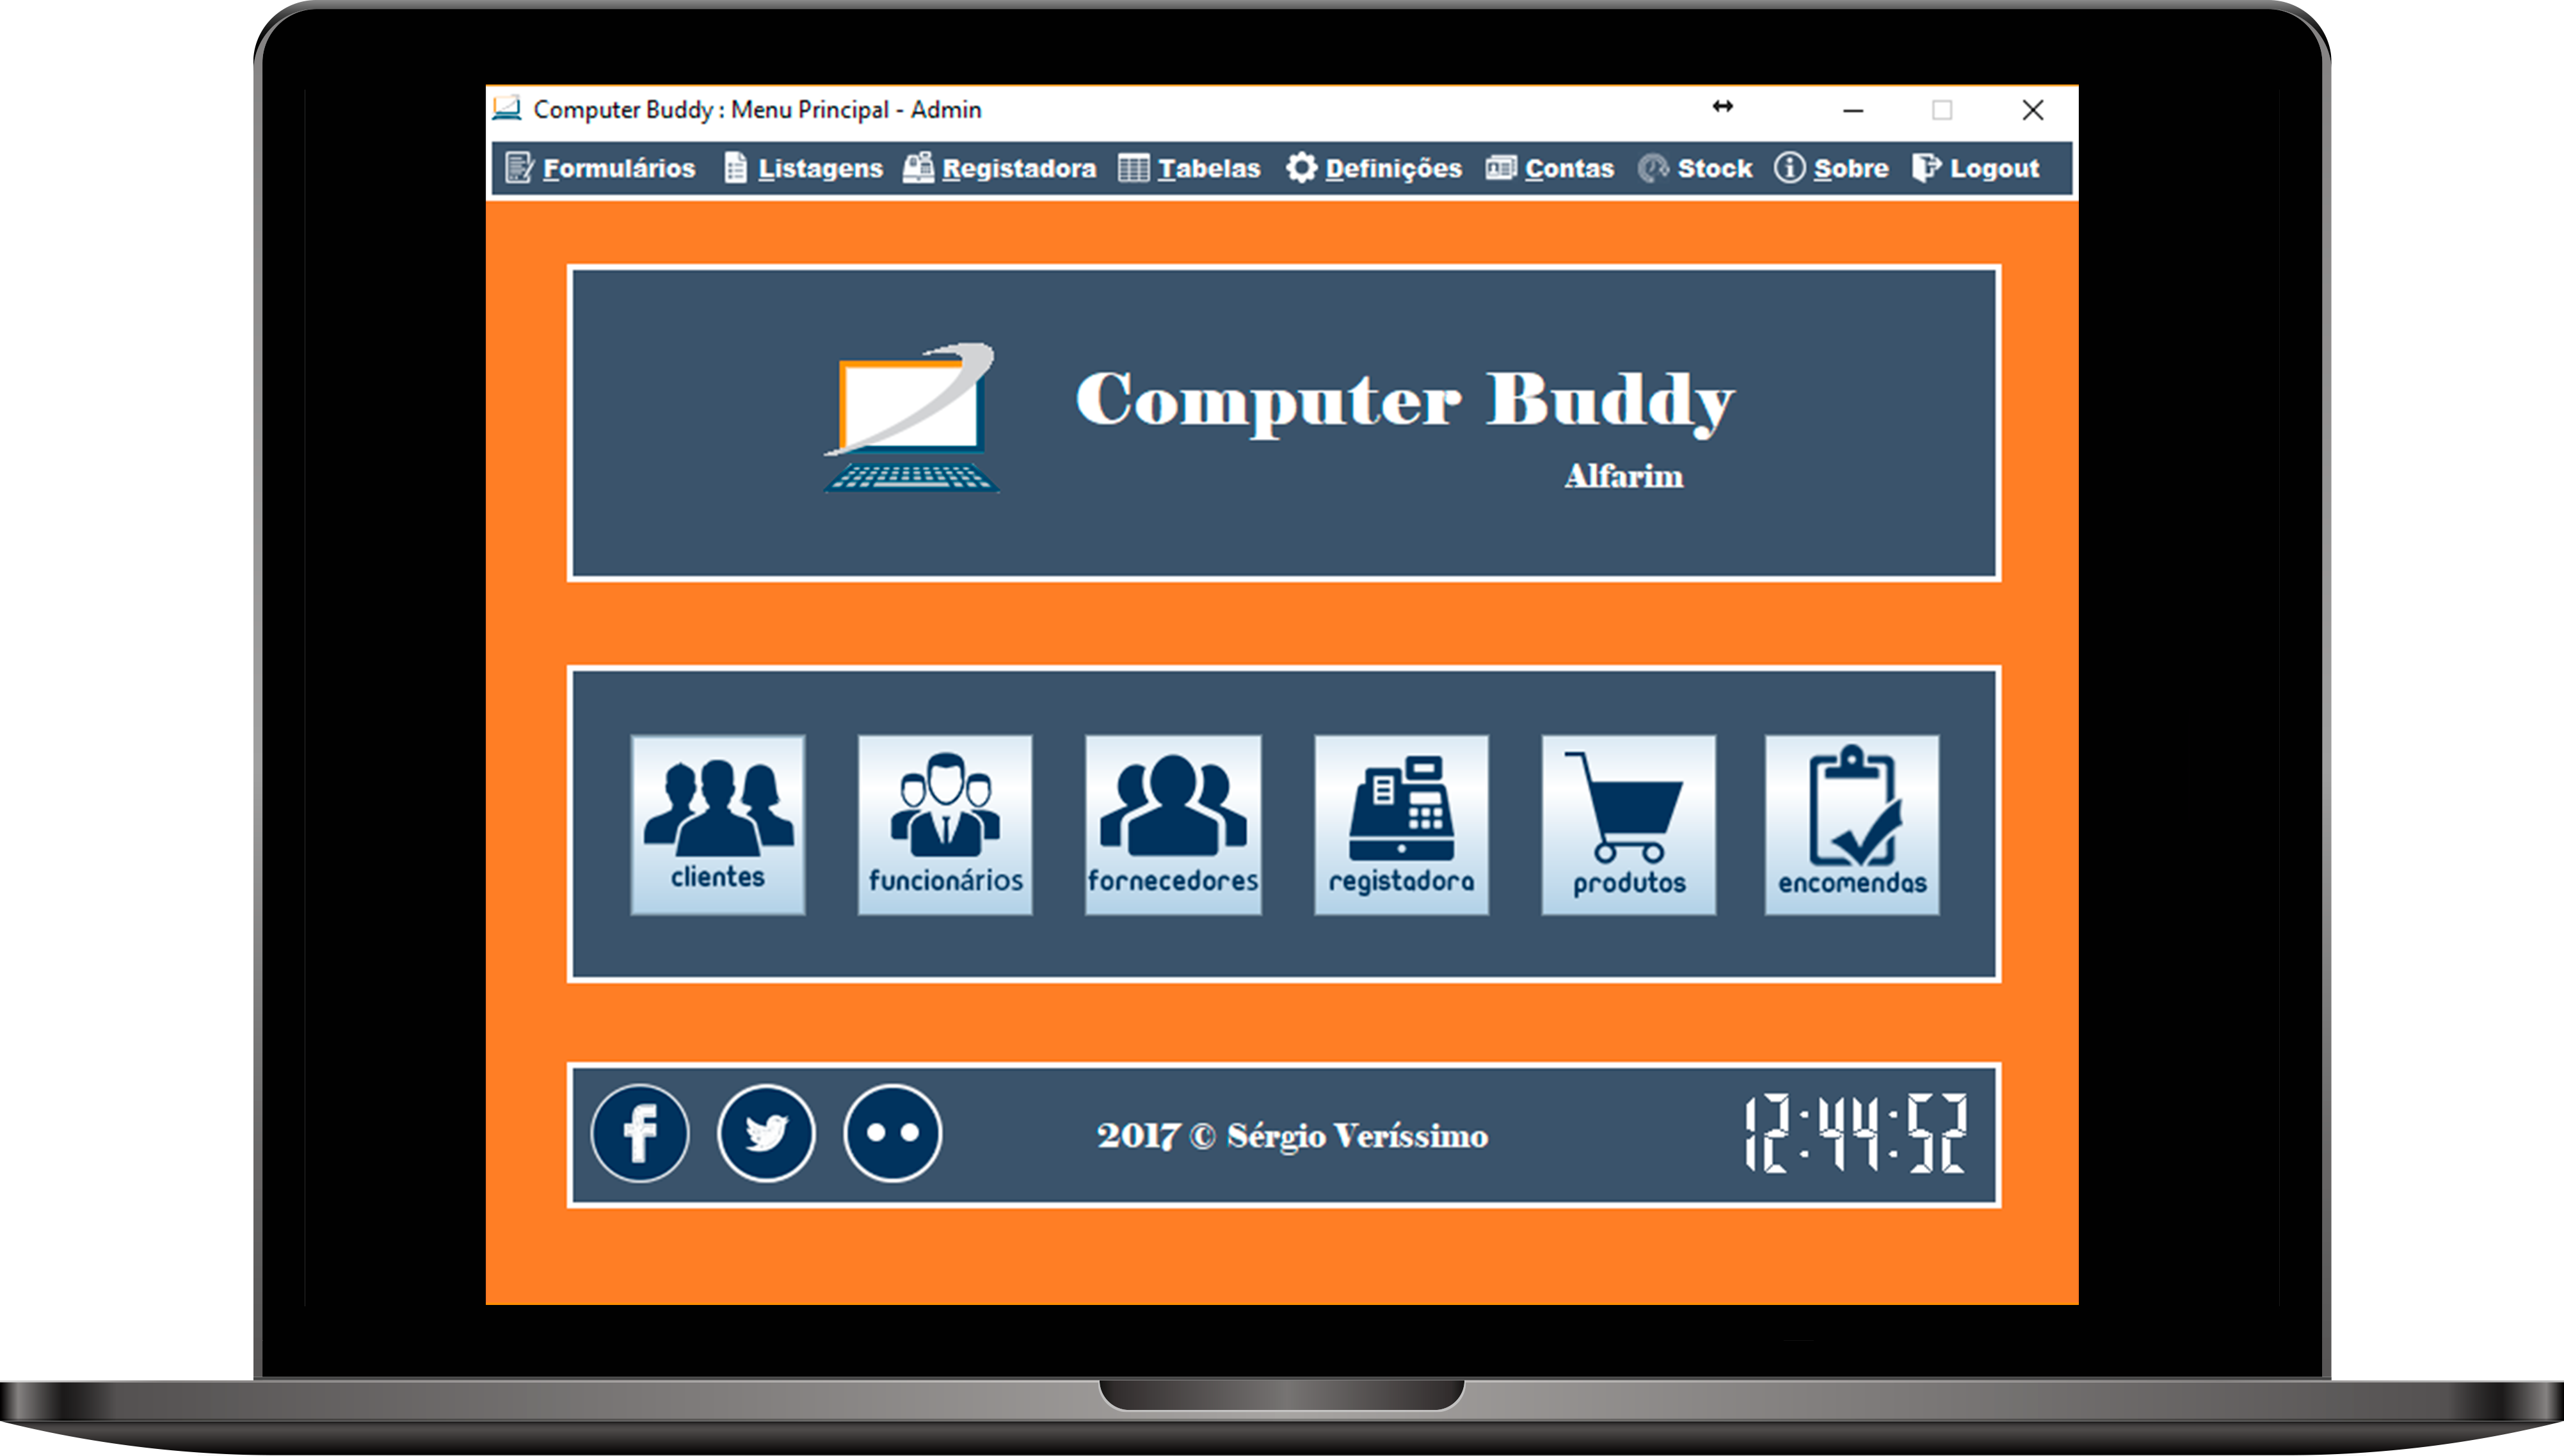 Computer Buddy : Menu Principal - Admin
Formulários Listagens Registadora Tabelas Definições Contas Stock Sobre Logout
Computer Buddy
Alfarim
clientes funcionários fornecedores registadora produtos encomendas
2017 © Sérgio Veríssimo 12:44:52